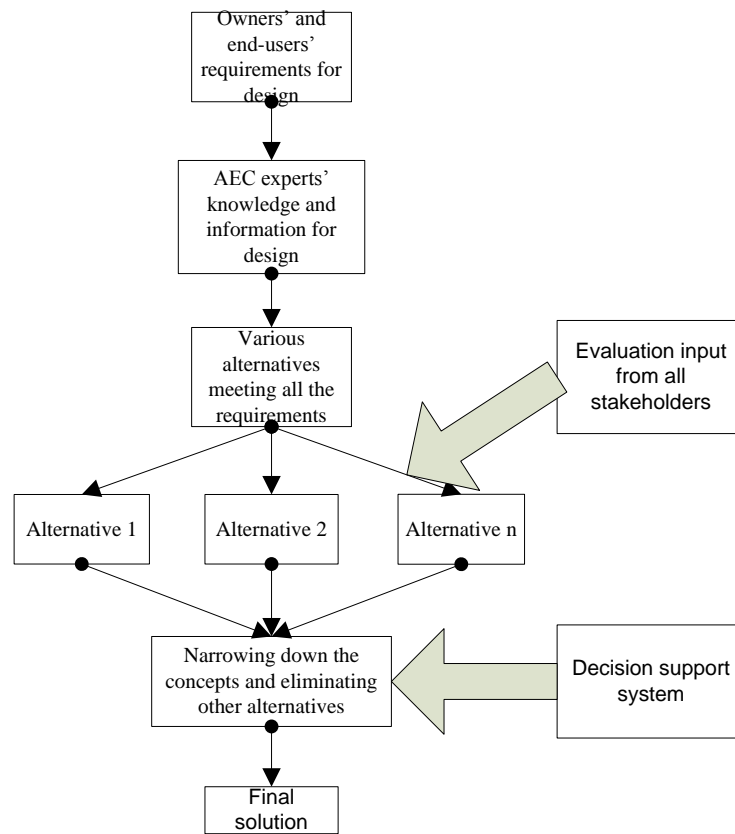 Owners’ and
end-users’
requirements for
design
AEC experts’
knowledge and
information for
design
Various
alternatives
meeting all the
requirements
Evaluation input
from all
stakeholders
Alternative 1
Alternative 2
Alternative n
Narrowing down the
concepts and eliminating
other alternatives
Decision support
system
Final
solution